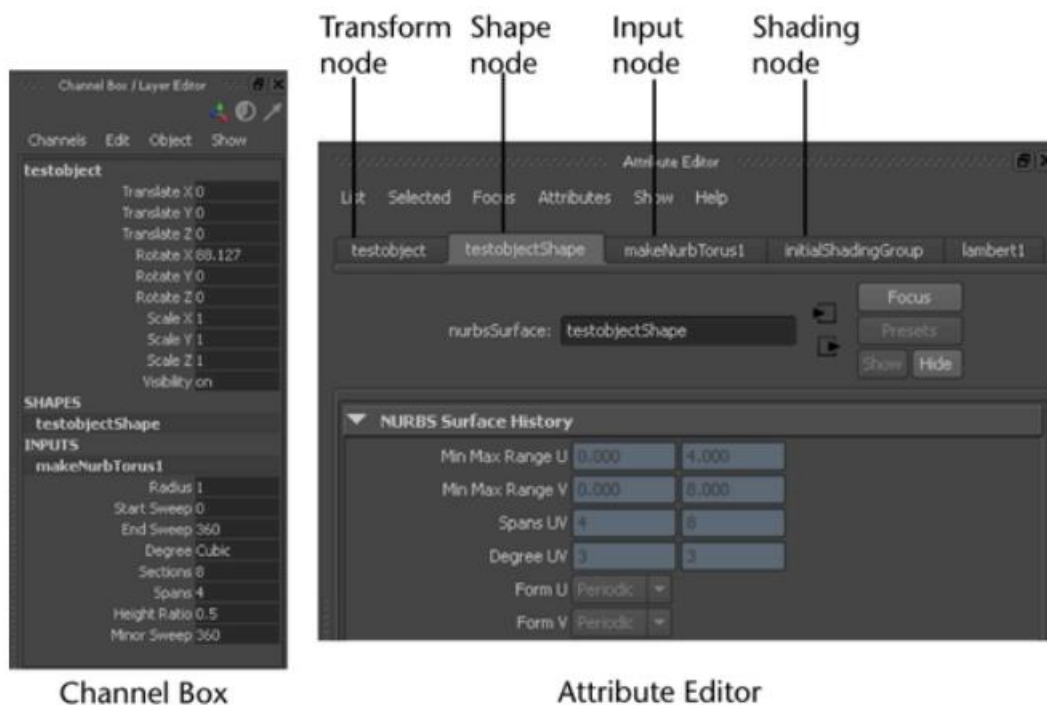 Transform node
Shape node
Input node
Shading node
Channel Box / Layer Editor
Channels Edit Object Show
testobject
Translate X 0
Translate Y 0
Translate Z 0
Rotate X 88.127
Rotate Y 0
Rotate Z 0
Scale X 1
Scale Y 1
Scale Z 1
Visibility on
SHAPES
testobjectShape
INPUTS
makeNurbTorus1
Radius 1
Start Sweep 0
End Sweep 360
Degree Cubic
Sections 8
Spans 4
Height Ratio 0.5
Minor Sweep 360
Channel Box
Attribute Editor
List Selected Focus Attributes Show Help
testobject testobjectShape makeNurbTorus1 initialShadingGroup lambert1
Focus
nurbsSurface: testobjectShape
Presets
Show Hide
NURBS Surface History
Min Max Range U 0.000 4.000
Min Max Range V 0.000 8.000
Spans UV 4 8
Degree UV 3 3
Form U Periodic
Form V Periodic
Attribute Editor